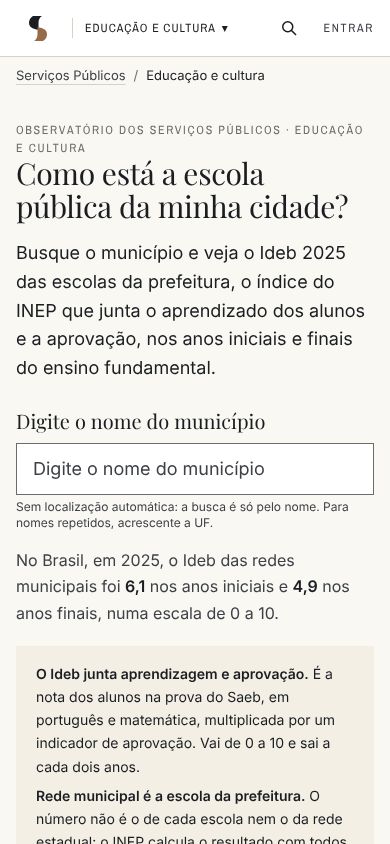 EDUCAÇÃO E CULTURA ▼
ENTRAR
Serviços Públicos / Educação e cultura
OBSERVATÓRIO DOS SERVIÇOS PÚBLICOS · EDUCAÇÃO
E CULTURA
Como está a escola
pública da minha cidade?
Busque o município e veja o Ideb 2025
das escolas da prefeitura, o índice do
INEP que junta o aprendizado dos alunos
e a aprovação, nos anos iniciais e finais
do ensino fundamental.
Digite o nome do município
Digite o nome do município
Sem localização automática: a busca é só pelo nome. Para
nomes repetidos, acrescente a UF.
No Brasil, em 2025, o Ideb das redes
municipais foi 6,1 nos anos iniciais e 4,9 nos
anos finais, numa escala de 0 a 10.
O Ideb junta aprendizagem e aprovação. É a
nota dos alunos na prova do Saeb, em
português e matemática, multiplicada por um
indicador de aprovação. Vai de 0 a 10 e sai a
cada dois anos.
Rede municipal é a escola da prefeitura. O
número não é o de cada escola nem o da rede
estadual: o INEP calcula o resultado com todos